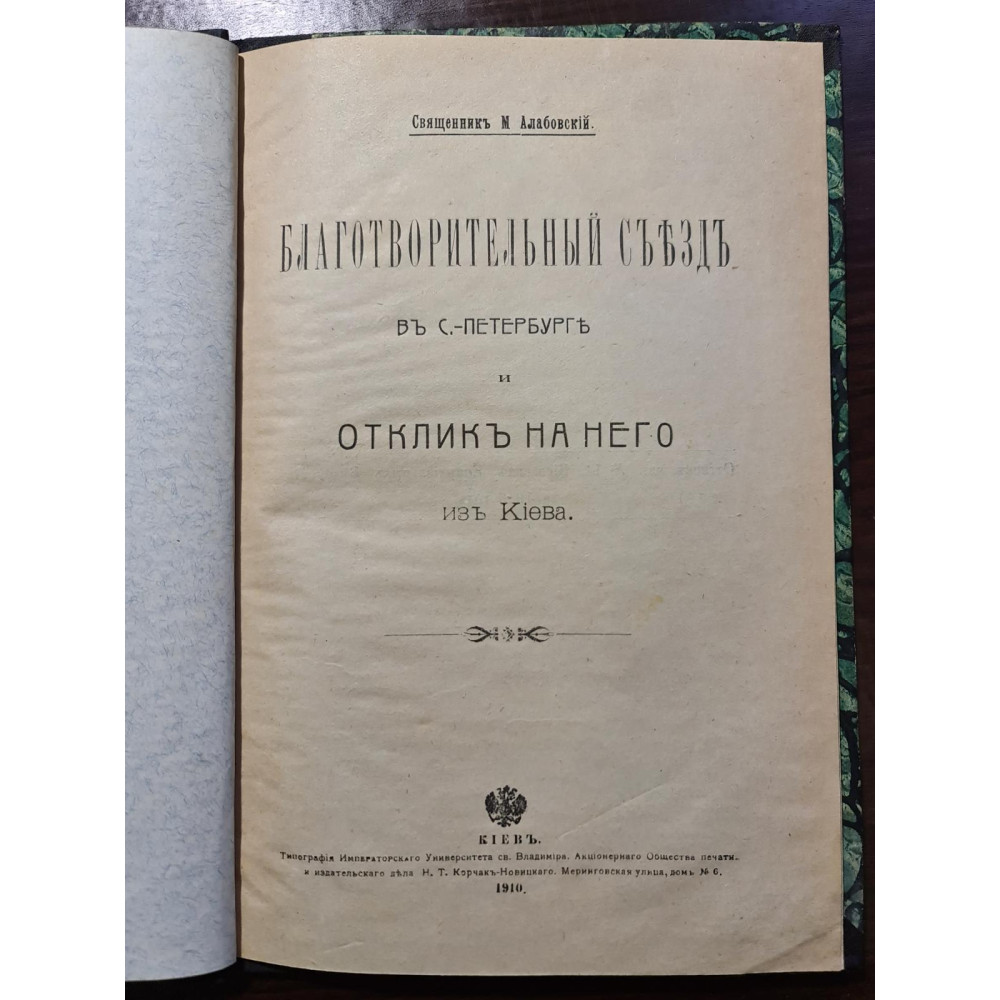 Священникъ М Алабовскій.
БЛАГОТВОРИТЕЛЬНЫЙ СЪѢЗДЪ
ВЪ С.-ПЕТЕРБУРГѢ
и
ОТКЛИКЪ НА НЕГО
изъ Кіева.
КІЕВЪ.
Типографія Императорскаго Университета св. Владиміра. Акціонернаго Общества печатн.
и издательскаго дѣла Н. Т. Корчакъ-Новицкаго. Меринговская улица, домъ № 6.
1910.